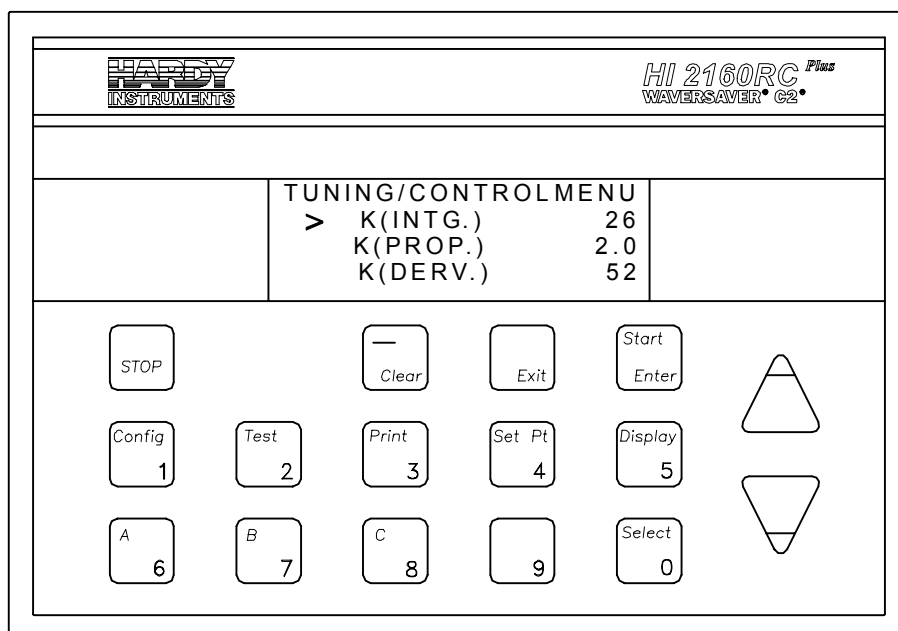 HARDY
INSTRUMENTS
HI 2160RC Plus
WAVERSAVER® C2®
TUNING/CONTROLMENU
> K(INTG.) 26
K(PROP.) 2.0
K(DERV.) 52
STOP
— Clear
Exit
Start
Enter
Config 1
Test 2
Print 3
Set Pt 4
Display 5
A 6
B 7
C 8
9
Select 0